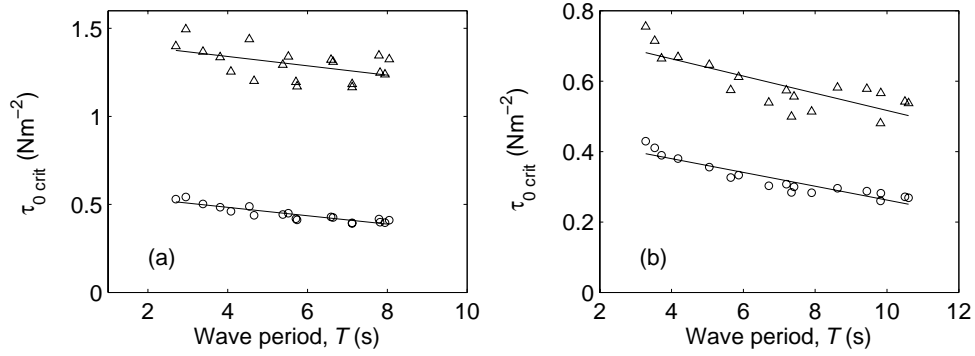 1.5
1
0.5
0
τ0 crit (Nm−2)
(a)
2 4 6 8 10
Wave period, T (s)
0.8
0.6
0.4
0.2
0
τ0 crit (Nm−2)
(b)
2 4 6 8 10 12
Wave period, T (s)